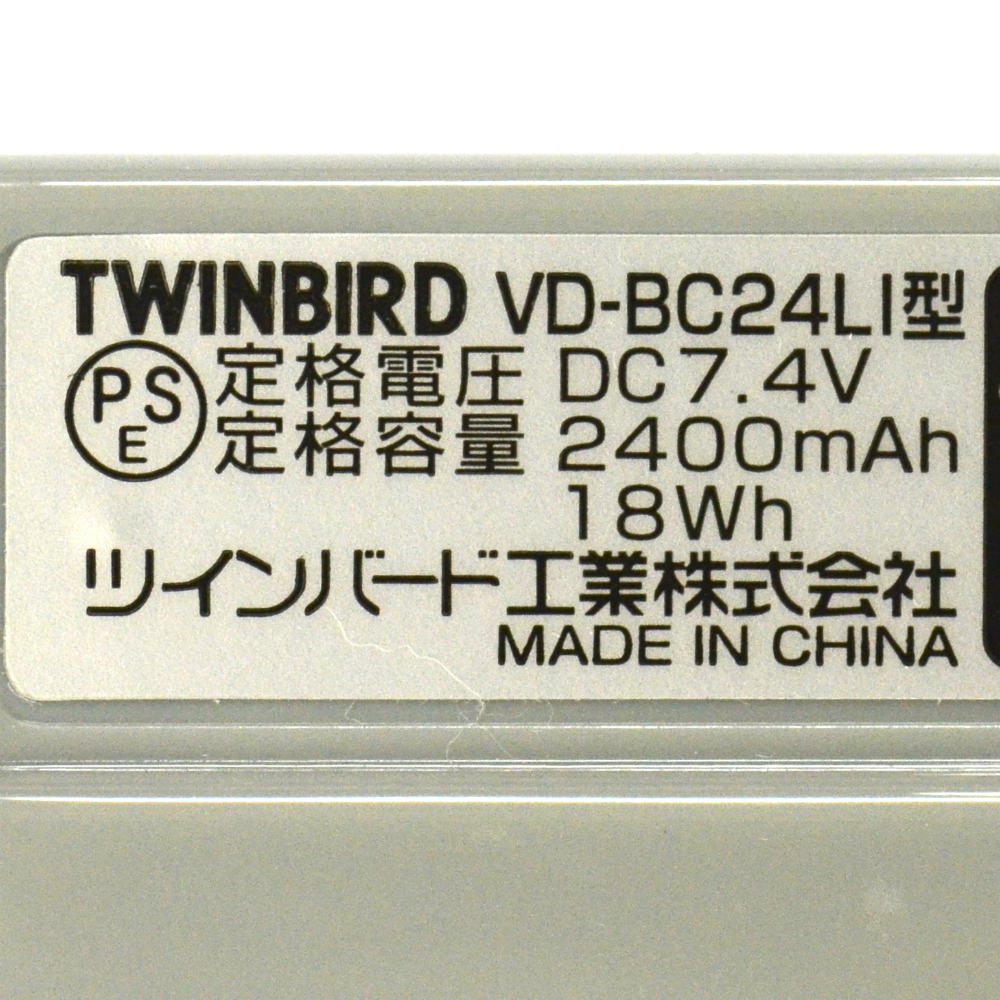 TWINBIRD VD-BC24LI型
PSE 定格電圧 DC7.4V
定格容量 2400mAh
18Wh
ツインバード工業株式会社
MADE IN CHINA